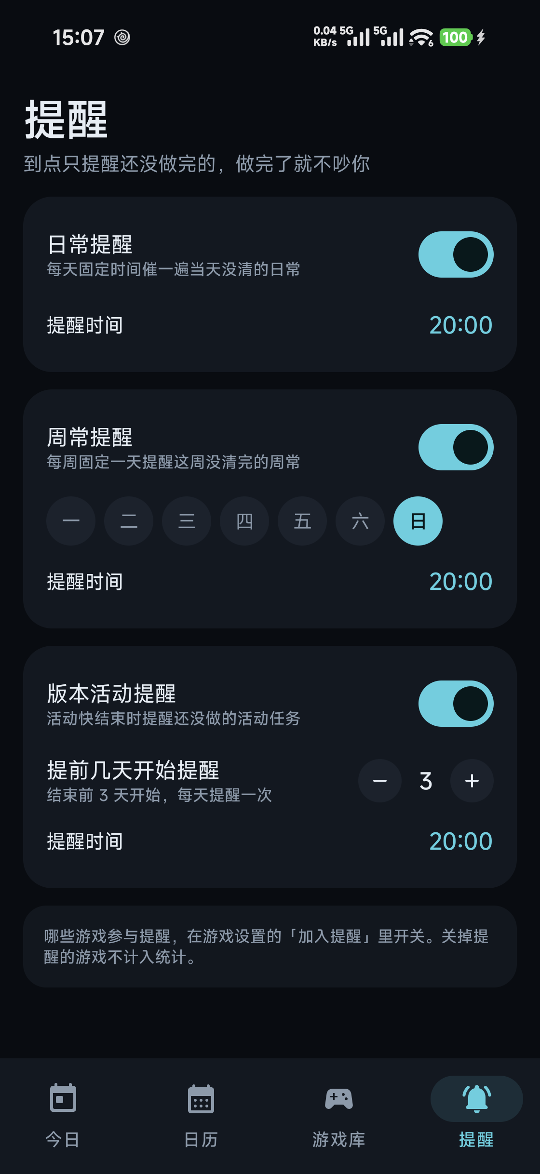 15:07
0.04 KB/s 5G 5G 6 100
提醒
到点只提醒还没做完的，做完了就不吵你
日常提醒
每天固定时间催一遍当天没清的日常
提醒时间 20:00
周常提醒
每周固定一天提醒这周没清完的周常
一 二 三 四 五 六 日
提醒时间 20:00
版本活动提醒
活动快结束时提醒还没做的活动任务
提前几天开始提醒
结束前 3 天开始，每天提醒一次
− 3 +
提醒时间 20:00
哪些游戏参与提醒，在游戏设置的「加入提醒」里开关。关掉提
醒的游戏不计入统计。
今日 日历 游戏库 提醒